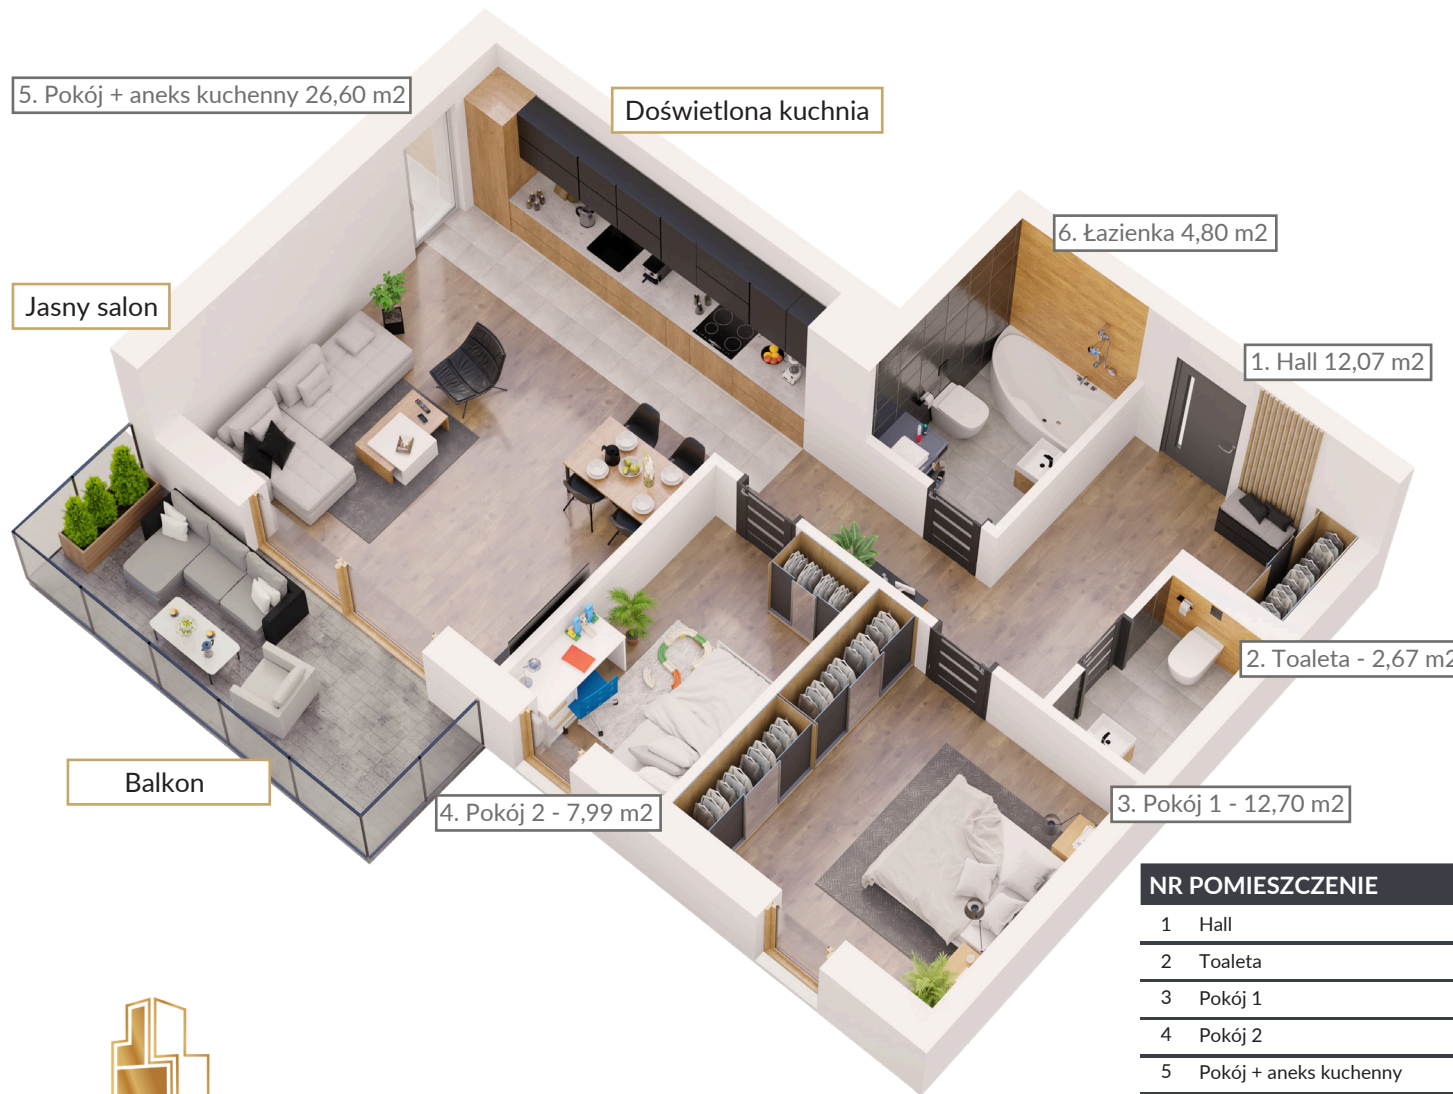 5. Pokój + aneks kuchenny 26,60 m2
Doświetlona kuchnia
6. Łazienka 4,80 m2
Jasny salon
1. Hall 12,07 m2
2. Toaleta - 2,67 m2
Balkon
4. Pokój 2 - 7,99 m2
3. Pokój 1 - 12,70 m2
NR POMIESZCZENIE
1 Hall
2 Toaleta
3 Pokój 1
4 Pokój 2
5 Pokój + aneks kuchenny